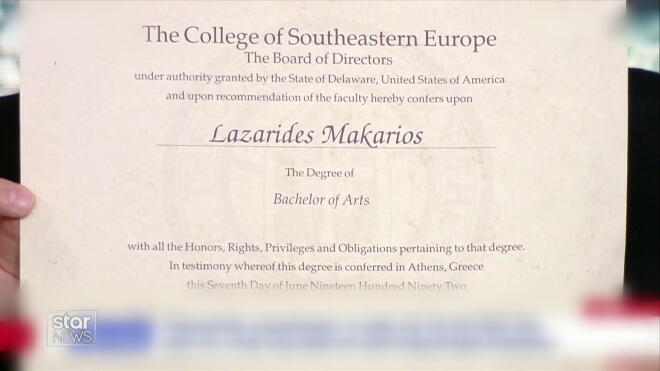 The College of Southeastern Europe
The Board of Directors
under authority granted by the State of Delaware, United States of America
and upon recommendation of the faculty hereby confers upon
Lazarides Makarios
The Degree of
Bachelor of Arts
with all the Honors, Rights, Privileges and Obligations pertaining to that degree.
In testimony whereof this degree is conferred in Athens, Greece
this Seventh Day of June Nineteen Hundred Ninety Two
star
NEWS